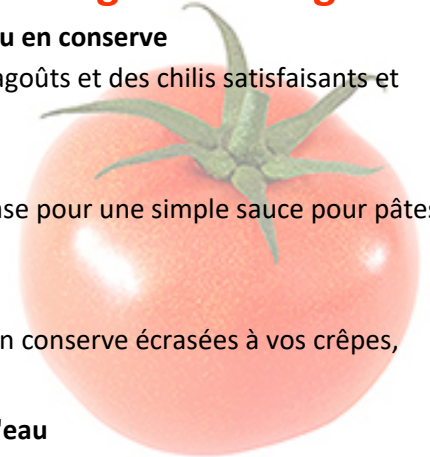 u en conserve
agoûts et des chilis satisfaisants et
se pour une simple sauce pour pâtes
n conserve écrasées à vos crêpes,
'eau